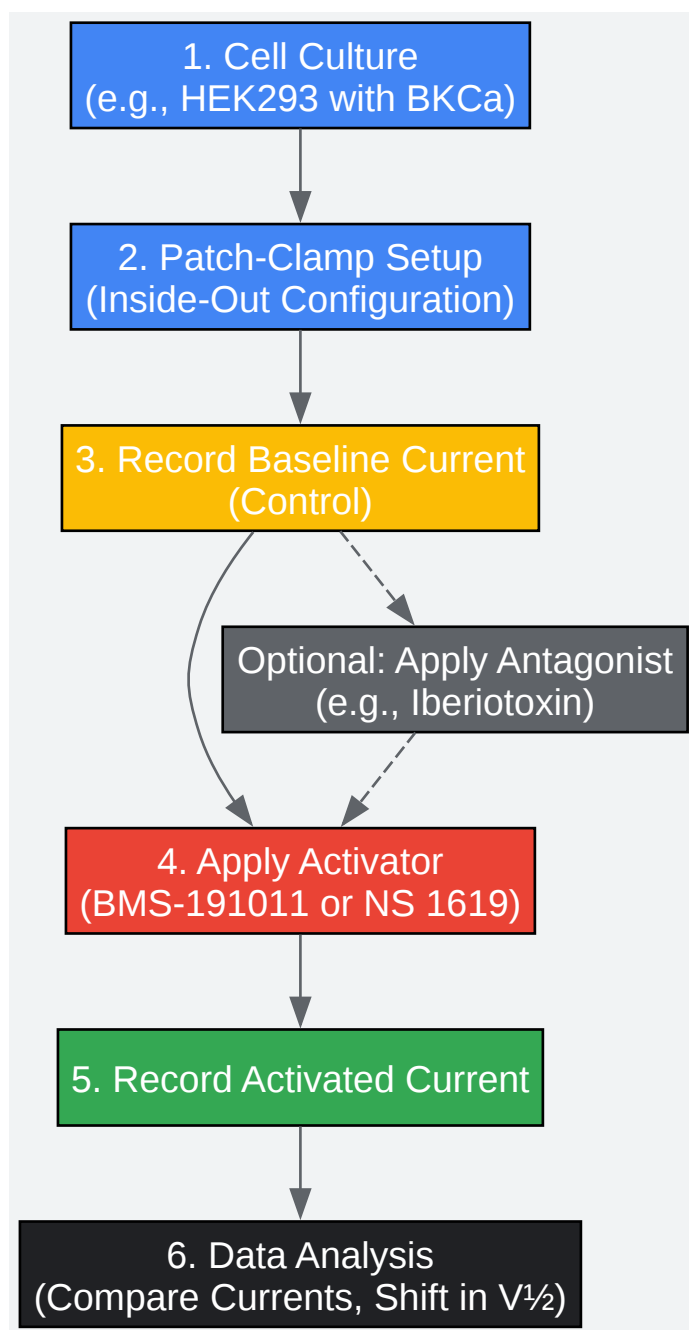 1. Cell Culture
(e.g., HEK293 with BKCa)
2. Patch-Clamp Setup
(Inside-Out Configuration)
3. Record Baseline Current
(Control)
Optional: Apply Antagonist
(e.g., Iberiotoxin)
4. Apply Activator
(BMS-191011 or NS 1619)
5. Record Activated Current
6. Data Analysis
(Compare Currents, Shift in V½)